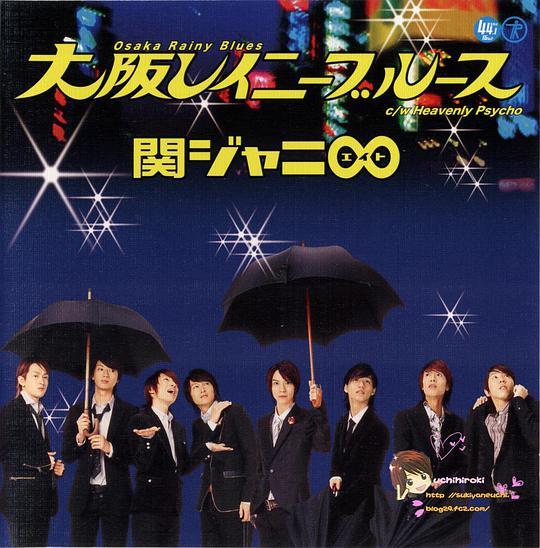 Osaka Rainy Blues
大阪レイニーブルース
c/w Heavenly Psycho
関ジャニ∞
エイト
uchihiroki
http://sukiyaneuchi.
blog29.fc2.com/